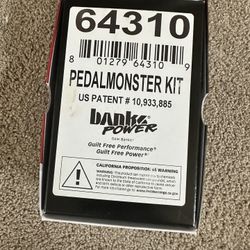 64310
8 01279 64310 9
PEDALMONSTER KIT
US PATENT # 10,933,885
banks
POWER
Gale Banks'
Guilt Free Performance®
Guilt Free Power®
CALIFORNIA PROPOSITION 65 WARNING
WARNING